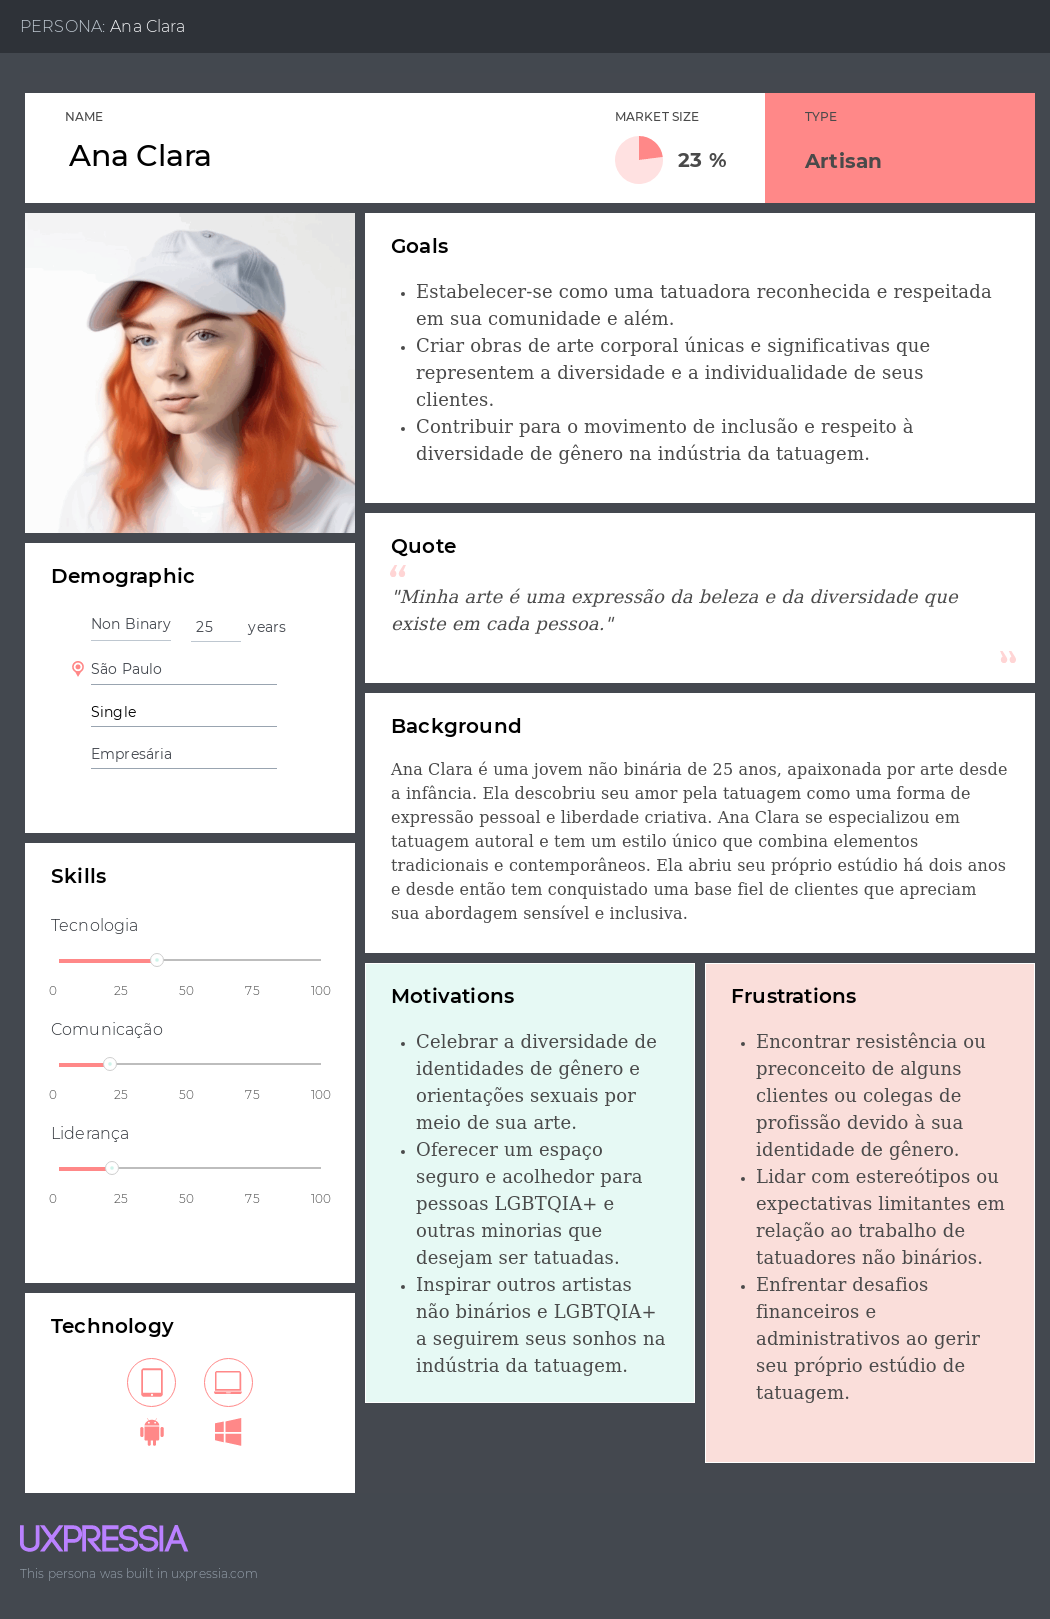 PERSONA: Ana Clara
NAME
Ana Clara
MARKET SIZE
23 %
TYPE
Artisan
Goals
• Estabelecer-se como uma tatuadora reconhecida e respeitada
em sua comunidade e além.
• Criar obras de arte corporal únicas e significativas que
representem a diversidade e a individualidade de seus
clientes.
• Contribuir para o movimento de inclusão e respeito à
diversidade de gênero na indústria da tatuagem.
Demographic
Non Binary 25 years
São Paulo
Single
Empresária
Quote
“
"Minha arte é uma expressão da beleza e da diversidade que
existe em cada pessoa."
”
Background
Ana Clara é uma jovem não binária de 25 anos, apaixonada por arte desde
a infância. Ela descobriu seu amor pela tatuagem como uma forma de
expressão pessoal e liberdade criativa. Ana Clara se especializou em
tatuagem autoral e tem um estilo único que combina elementos
tradicionais e contemporâneos. Ela abriu seu próprio estúdio há dois anos
e desde então tem conquistado uma base fiel de clientes que apreciam
sua abordagem sensível e inclusiva.
Skills
Tecnologia
0 25 50 75 100
Comunicação
0 25 50 75 100
Liderança
0 25 50 75 100
Motivations
• Celebrar a diversidade de
identidades de gênero e
orientações sexuais por
meio de sua arte.
• Oferecer um espaço
seguro e acolhedor para
pessoas LGBTQIA+ e
outras minorias que
desejam ser tatuadas.
• Inspirar outros artistas
não binários e LGBTQIA+
a seguirem seus sonhos na
indústria da tatuagem.
Frustrations
• Encontrar resistência ou
preconceito de alguns
clientes ou colegas de
profissão devido à sua
identidade de gênero.
• Lidar com estereótipos ou
expectativas limitantes em
relação ao trabalho de
tatuadores não binários.
• Enfrentar desafios
financeiros e
administrativos ao gerir
seu próprio estúdio de
tatuagem.
Technology
UXPRESSIA
This persona was built in uxpressia.com